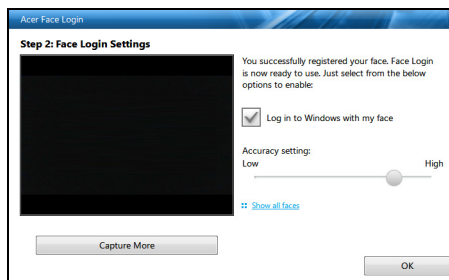 Acer Face Login
Step 2: Face Login Settings
You successfully registered your face. Face Login
is now ready to use. Just select from the below
options to enable:
Log in to Windows with my face
Accuracy setting:
Low High
Show all faces
Capture More
OK